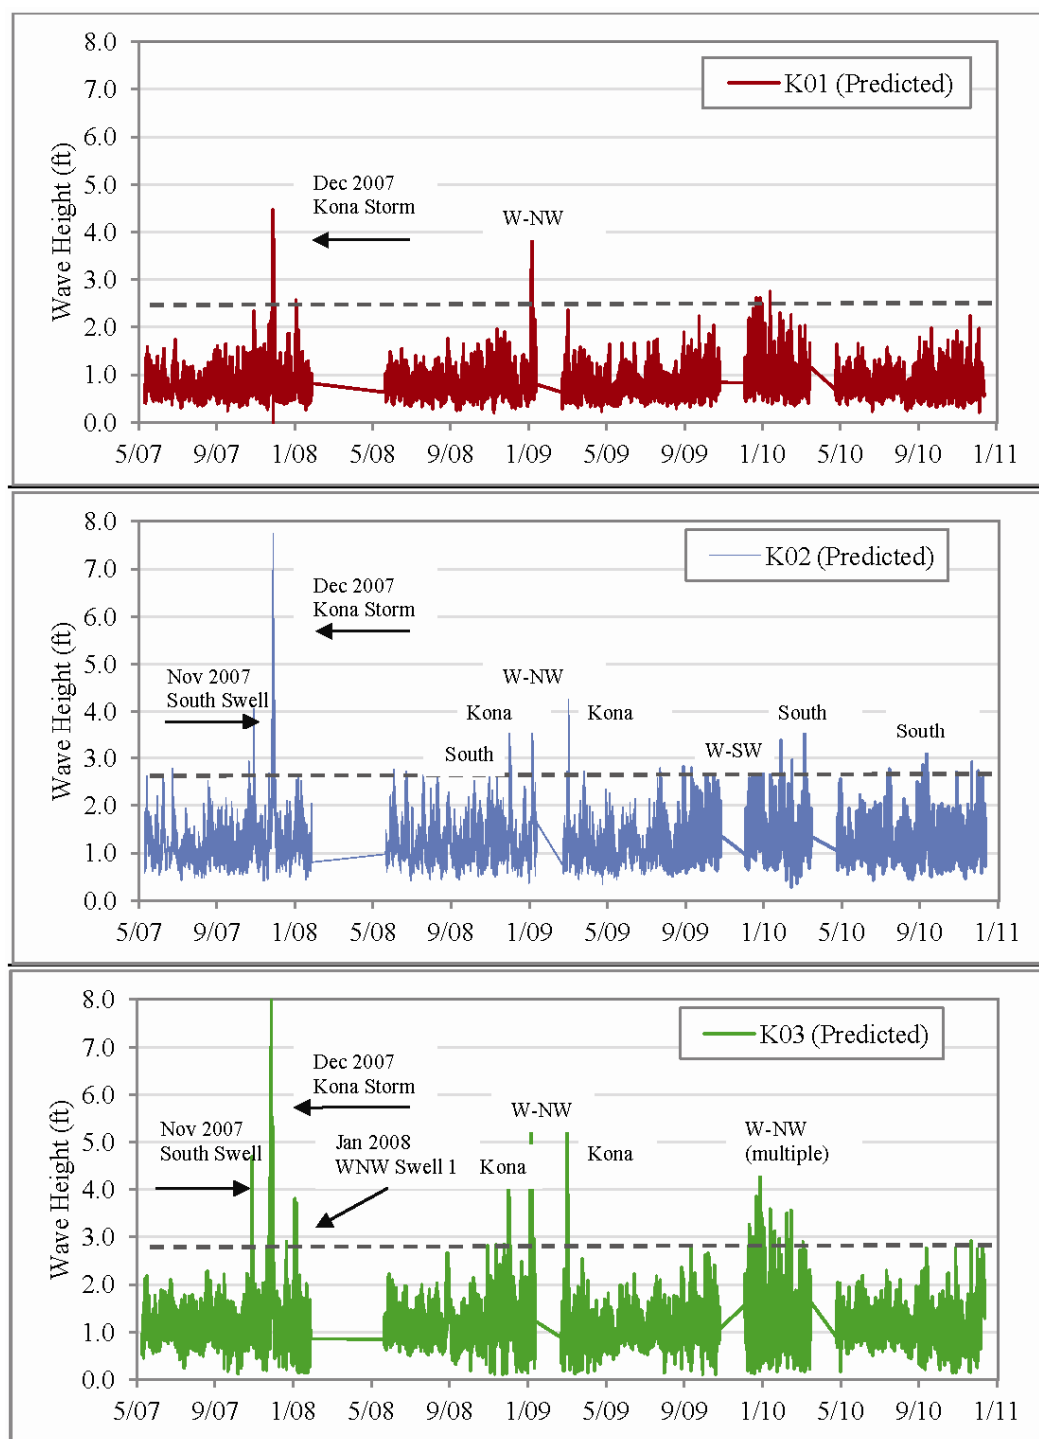 8.0
K01 (Predicted)
7.0
6.0
5.0
Dec 2007
Kona Storm
W-NW
4.0
3.0
2.0
1.0
0.0
Wave Height (ft)
5/07 9/07 1/08 5/08 9/08 1/09 5/09 9/09 1/10 5/10 9/10 1/11
8.0
K02 (Predicted)
7.0
Dec 2007
Kona Storm
6.0
5.0
Nov 2007
South Swell
W-NW
4.0
Kona Kona South
South
3.0
South W-SW
2.0
1.0
0.0
Wave Height (ft)
5/07 9/07 1/08 5/08 9/08 1/09 5/09 9/09 1/10 5/10 9/10 1/11
8.0
K03 (Predicted)
7.0
Dec 2007
Kona Storm
6.0
W-NW
5.0
Nov 2007
South Swell
Jan 2008
WNW Swell 1
Kona Kona
W-NW
(multiple)
4.0
3.0
2.0
1.0
0.0
Wave Height (ft)
5/07 9/07 1/08 5/08 9/08 1/09 5/09 9/09 1/10 5/10 9/10 1/11